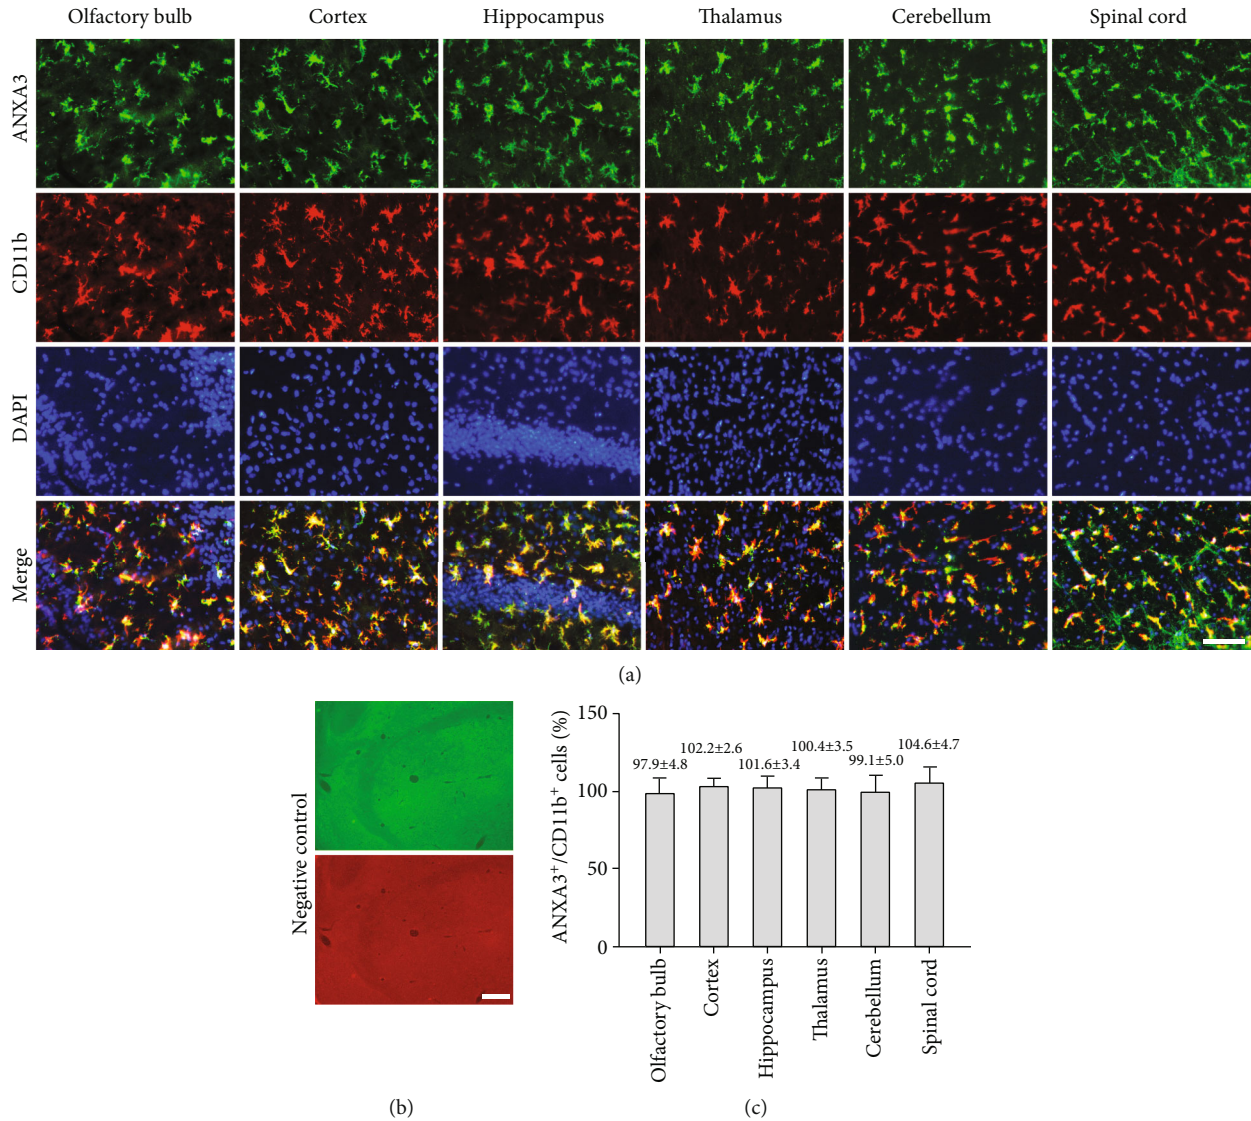 Olfactory bulb Cortex Hippocampus Thalamus Cerebellum Spinal cord
ANXA3
CD11b
DAPI
Merge
(a)
Negative control
(b)
ANXA3⁺/CD11b⁺ cells (%)
150
100
50
0
97.9±4.8
102.2±2.6
101.6±3.4
100.4±3.5
99.1±5.0
104.6±4.7
Olfactory bulb
Cortex
Hippocampus
Thalamus
Cerebellum
Spinal cord
(c)